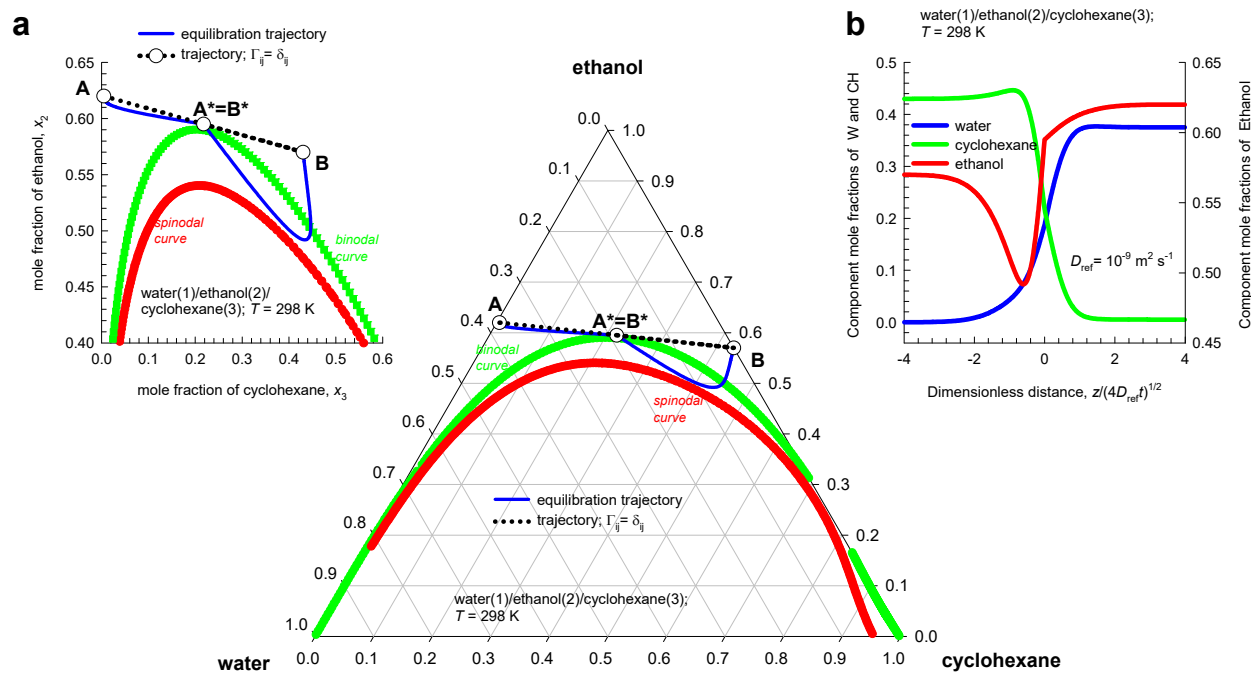 a
equilibration trajectory
trajectory; Γij= δij
0.65
0.60
0.55
0.50
0.45
0.40
mole fraction of ethanol, x2
A
A*=B*
B
spinodal
curve
binodal
curve
water(1)/ethanol(2)/
cyclohexane(3); T = 298 K
0.0 0.1 0.2 0.3 0.4 0.5 0.6
mole fraction of cyclohexane, x3
ethanol
0.0
0.1
0.2
0.3
0.4
0.5
0.6
0.7
0.8
0.9
1.0
1.0
0.9
0.8
0.7
0.6
0.5
0.4
0.3
0.2
0.1
0.0
A
A*=B*
B
binodal
curve
spinodal
curve
equilibration trajectory
trajectory; Γij= δij
water(1)/ethanol(2)/cyclohexane(3);
T = 298 K
0.0 0.1 0.2 0.3 0.4 0.5 0.6 0.7 0.8 0.9 1.0
water
cyclohexane
b
water(1)/ethanol(2)/cyclohexane(3);
T = 298 K
0.5
0.4
0.3
0.2
0.1
0.0
Component mole fractions of W and CH
water
cyclohexane
ethanol
Dref= 10-9 m2 s-1
0.65
0.60
0.55
0.50
0.45
Component mole fractions of Ethanol
-4 -2 0 2 4
Dimensionless distance, z/(4Dreft)1/2